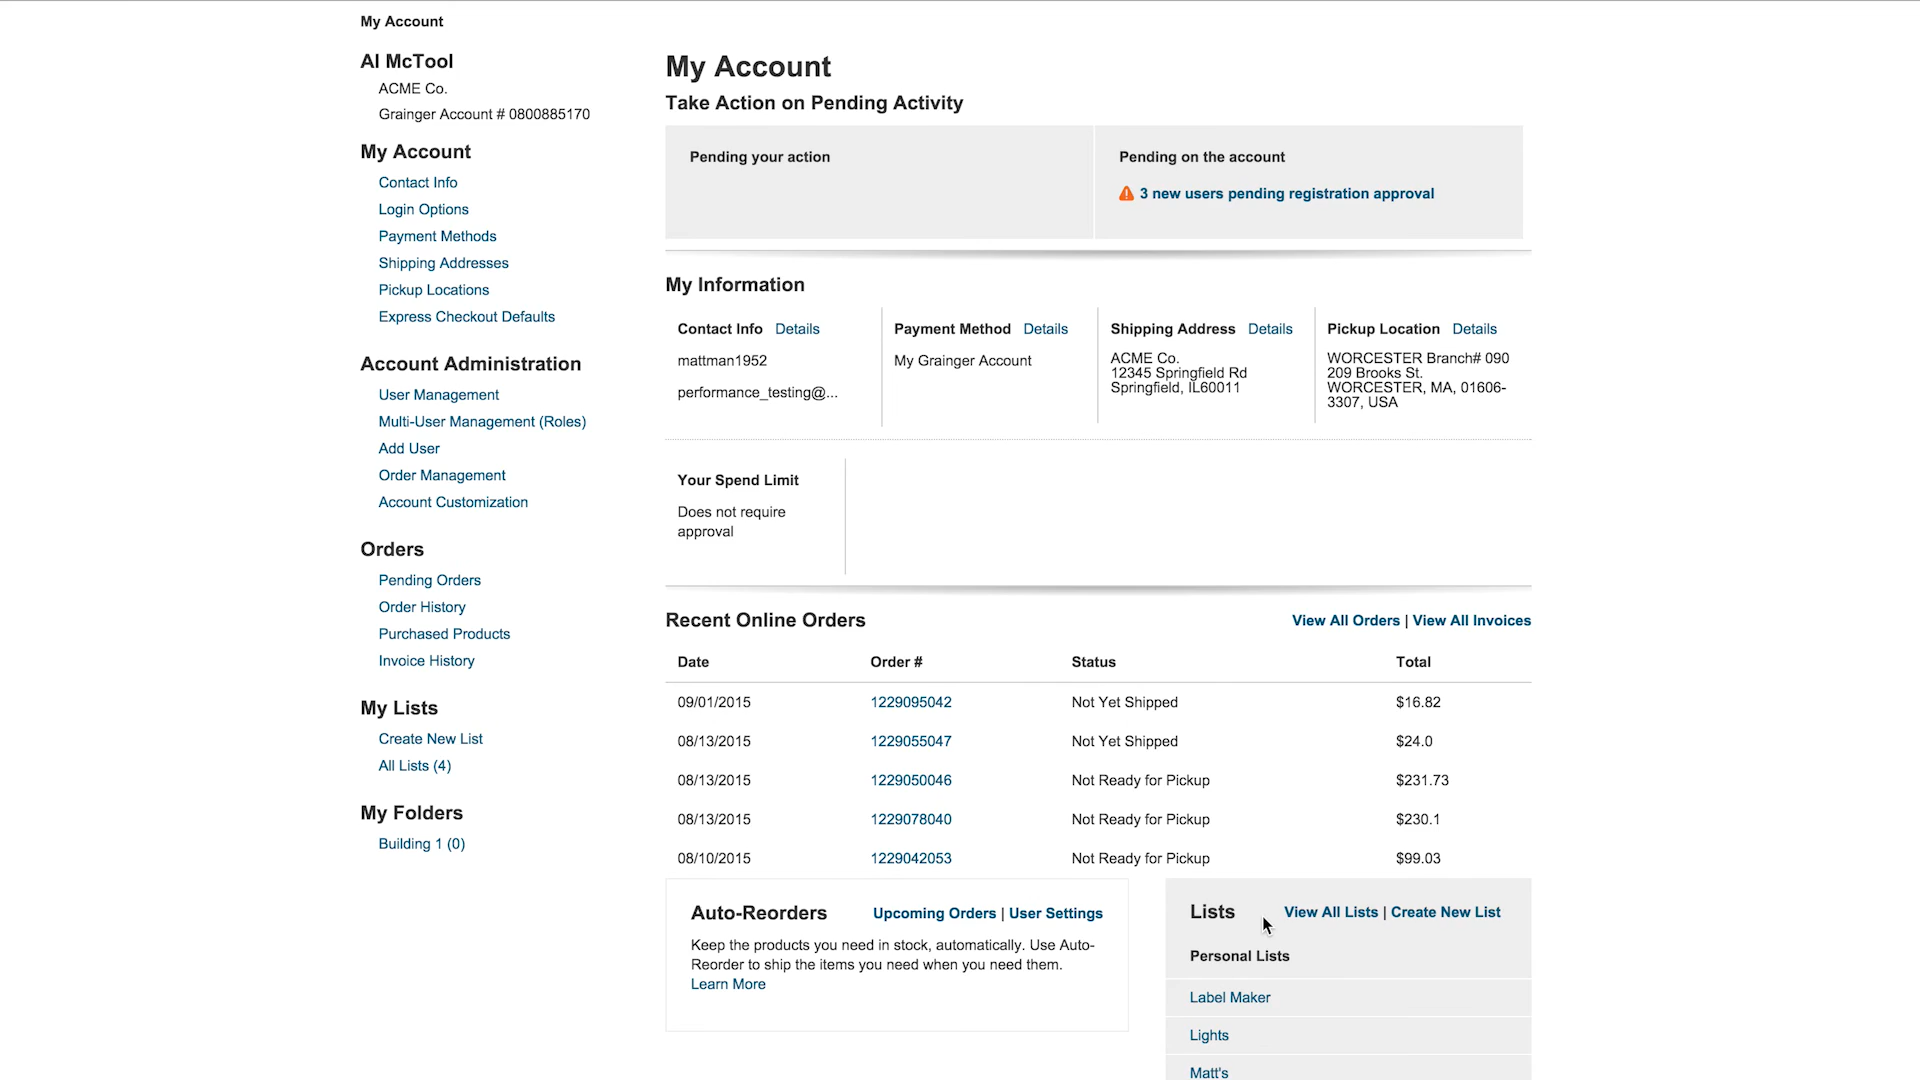 My Account
Al McTool
ACME Co.
Grainger Account # 0800885170
My Account
Contact Info
Login Options
Payment Methods
Shipping Addresses
Pickup Locations
Express Checkout Defaults
Account Administration
User Management
Multi-User Management (Roles)
Add User
Order Management
Account Customization
Orders
Pending Orders
Order History
Purchased Products
Invoice History
My Lists
Create New List
All Lists (4)
My Folders
Building 1 (0)
My Account
Take Action on Pending Activity
Pending your action
Pending on the account
3 new users pending registration approval
My Information
Contact Info Details
mattman1952
performance_testing@...
Payment Method Details
My Grainger Account
Shipping Address Details
ACME Co.
12345 Springfield Rd
Springfield, IL60011
Pickup Location Details
WORCESTER Branch# 090
209 Brooks St.
WORCESTER, MA, 01606-
3307, USA
Your Spend Limit
Does not require
approval
Recent Online Orders View All Orders | View All Invoices
Date Order # Status Total
09/01/2015 1229095042 Not Yet Shipped $16.82
08/13/2015 1229055047 Not Yet Shipped $24.0
08/13/2015 1229050046 Not Ready for Pickup $231.73
08/13/2015 1229078040 Not Ready for Pickup $230.1
08/10/2015 1229042053 Not Ready for Pickup $99.03
Auto-Reorders Upcoming Orders | User Settings
Keep the products you need in stock, automatically. Use Auto-
Reorder to ship the items you need when you need them.
Learn More
Lists View All Lists | Create New List
Personal Lists
Label Maker
Lights
Matt's